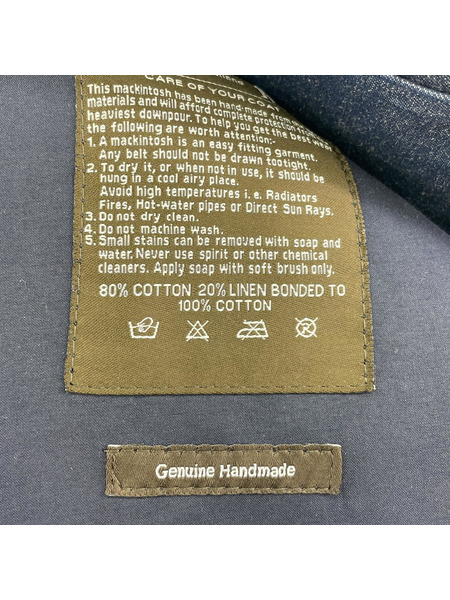 CARE OF YOUR COAT
This mackintosh has been hand-made from
materials and will afford complete protection
heaviest downpour. To help you get the best wear
the following are worth attention:-
1. A mackintosh is an easy fitting garment.
Any belt should not be drawn tootight.
2. To dry it, or when not in use, it should be
hung in a cool airy place.
Avoid high temperatures i. e. Radiators
Fires, Hot-water pipes or Direct Sun Rays.
3. Do not dry clean.
4. Do not machine wash.
5. Small stains can be removed with soap and
water. Never use spirit or other chemical
cleaners. Apply soap with soft brush only.
80% COTTON 20% LINEN BONDED TO
100% COTTON
Genuine Handmade